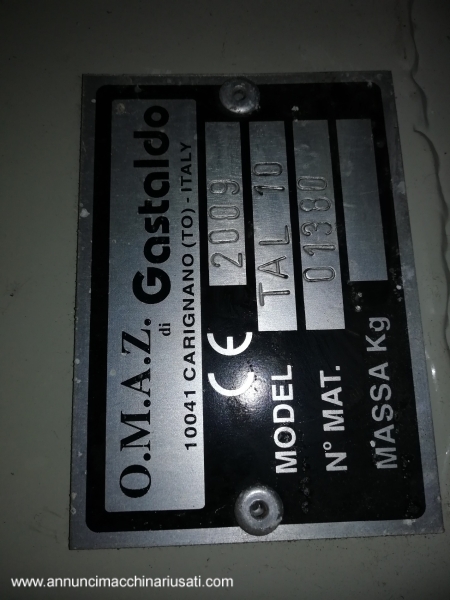 O.M.A.Z.
di Gastaldo
10041 CARIGNANO (TO) - ITALY
CE 2009
MODEL TAL 10
N° MAT. 01380
MASSA Kg
www.annuncimacchinariusati.com